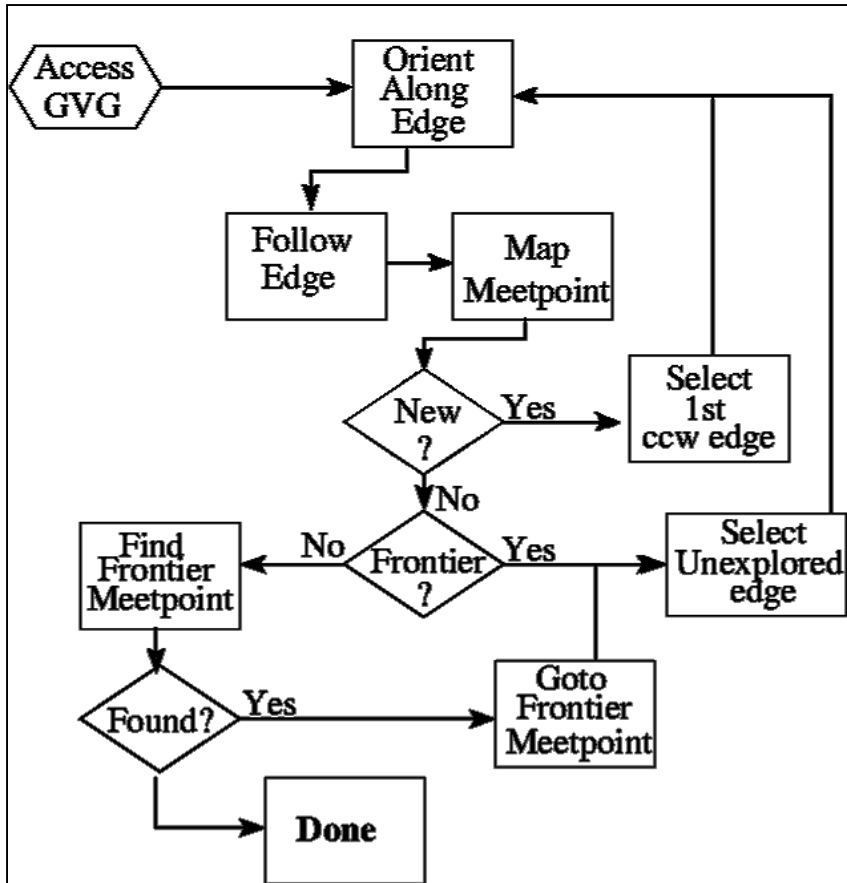 Access
GVG
Orient
Along
Edge
Follow
Edge
Map
Meetpoint
New
?
Yes
Select
1st
ccw edge
No
Find
Frontier
Meetpoint
No
Frontier
?
Yes
Select
Unexplored
edge
Found?
Yes
Goto
Frontier
Meetpoint
Done